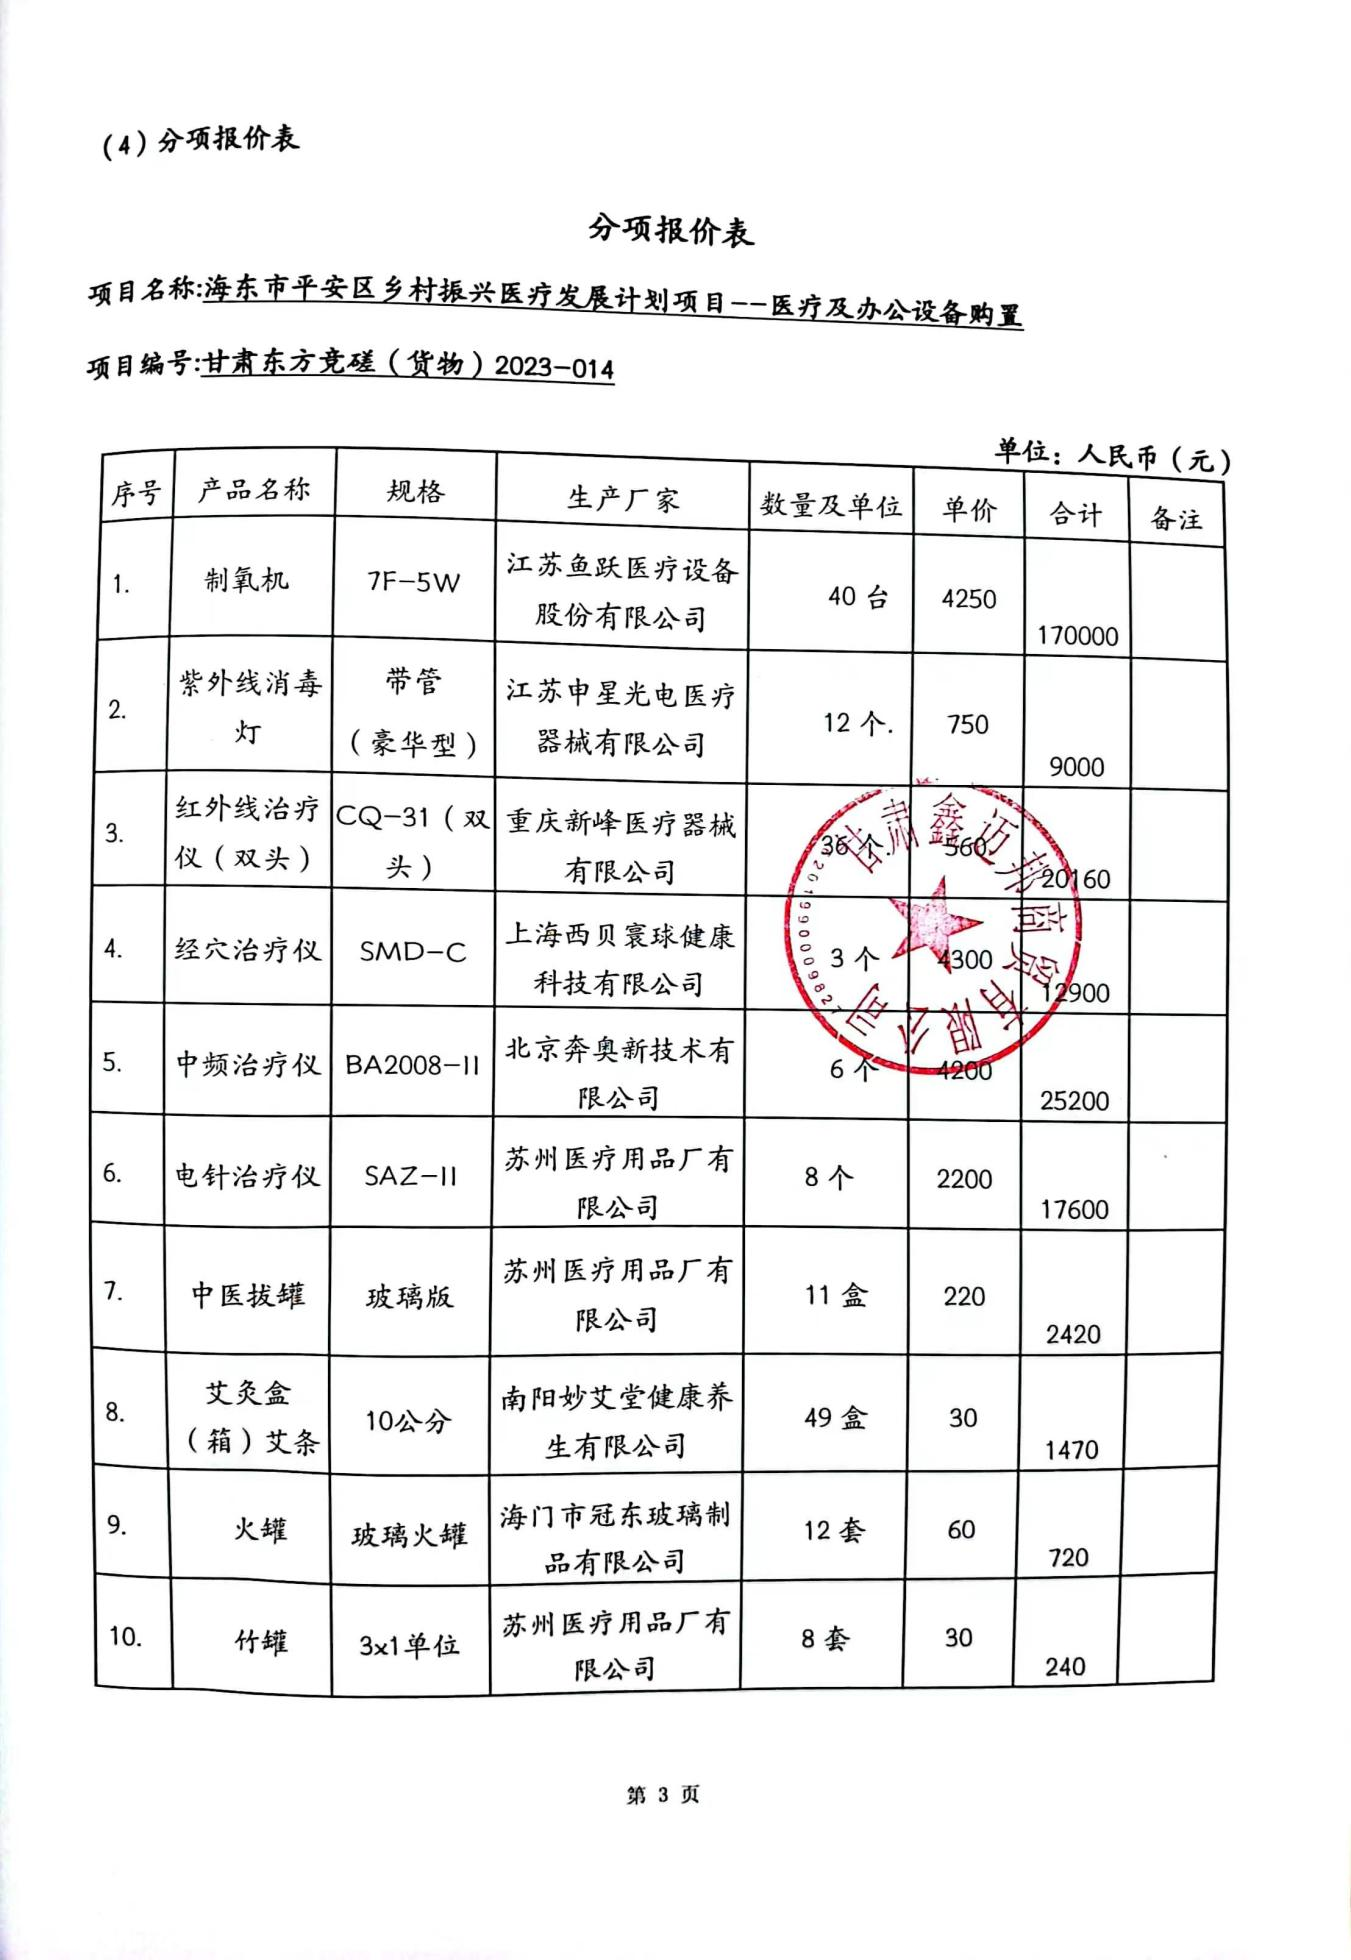 (4)分项报价表
分项报价表
项目名称:海东市平安区乡村振兴医疗发展计划项目--医疗及办公设备购置
项目编号:甘肃东方竞磋(货物)2023-014
单位：人民币(元)
序号 产品名称 规格 生产厂家 数量及单位 单价 合计 备注
1. 制氧机 7F-5W 江苏鱼跃医疗设备 40 台 4250
股份有限公司 170000
2. 紫外线消毒 带管 江苏申星光电医疗 12 个. 750
灯 (豪华型) 器械有限公司 9000
3. 红外线治疗 CQ-31(双 重庆新峰医疗器械 36 个. 560
仪(双头) 头) 有限公司 20160
4. 经穴治疗仪 SMD-C 上海西贝寰球健康 3 个 4300
科技有限公司 12900
5. 中频治疗仪 BA2008-II 北京奔奥新技术有 6 个 4200
限公司 25200
6. 电针治疗仪 SAZ-II 苏州医疗用品厂有 8 个 2200
限公司 17600
7. 中医拔罐 玻璃版 苏州医疗用品厂有 11 盒 220
限公司 2420
8. 艾灸盒 10公分 南阳妙艾堂健康养 49 盒 30
(箱)艾条 生有限公司 1470
9. 火罐 玻璃火罐 海门市冠东玻璃制 12 套 60
品有限公司 720
10. 竹罐 3x1单位 苏州医疗用品厂有 8 套 30
限公司 240
甘肃鑫迈邦商贸有限公司
第 3 页